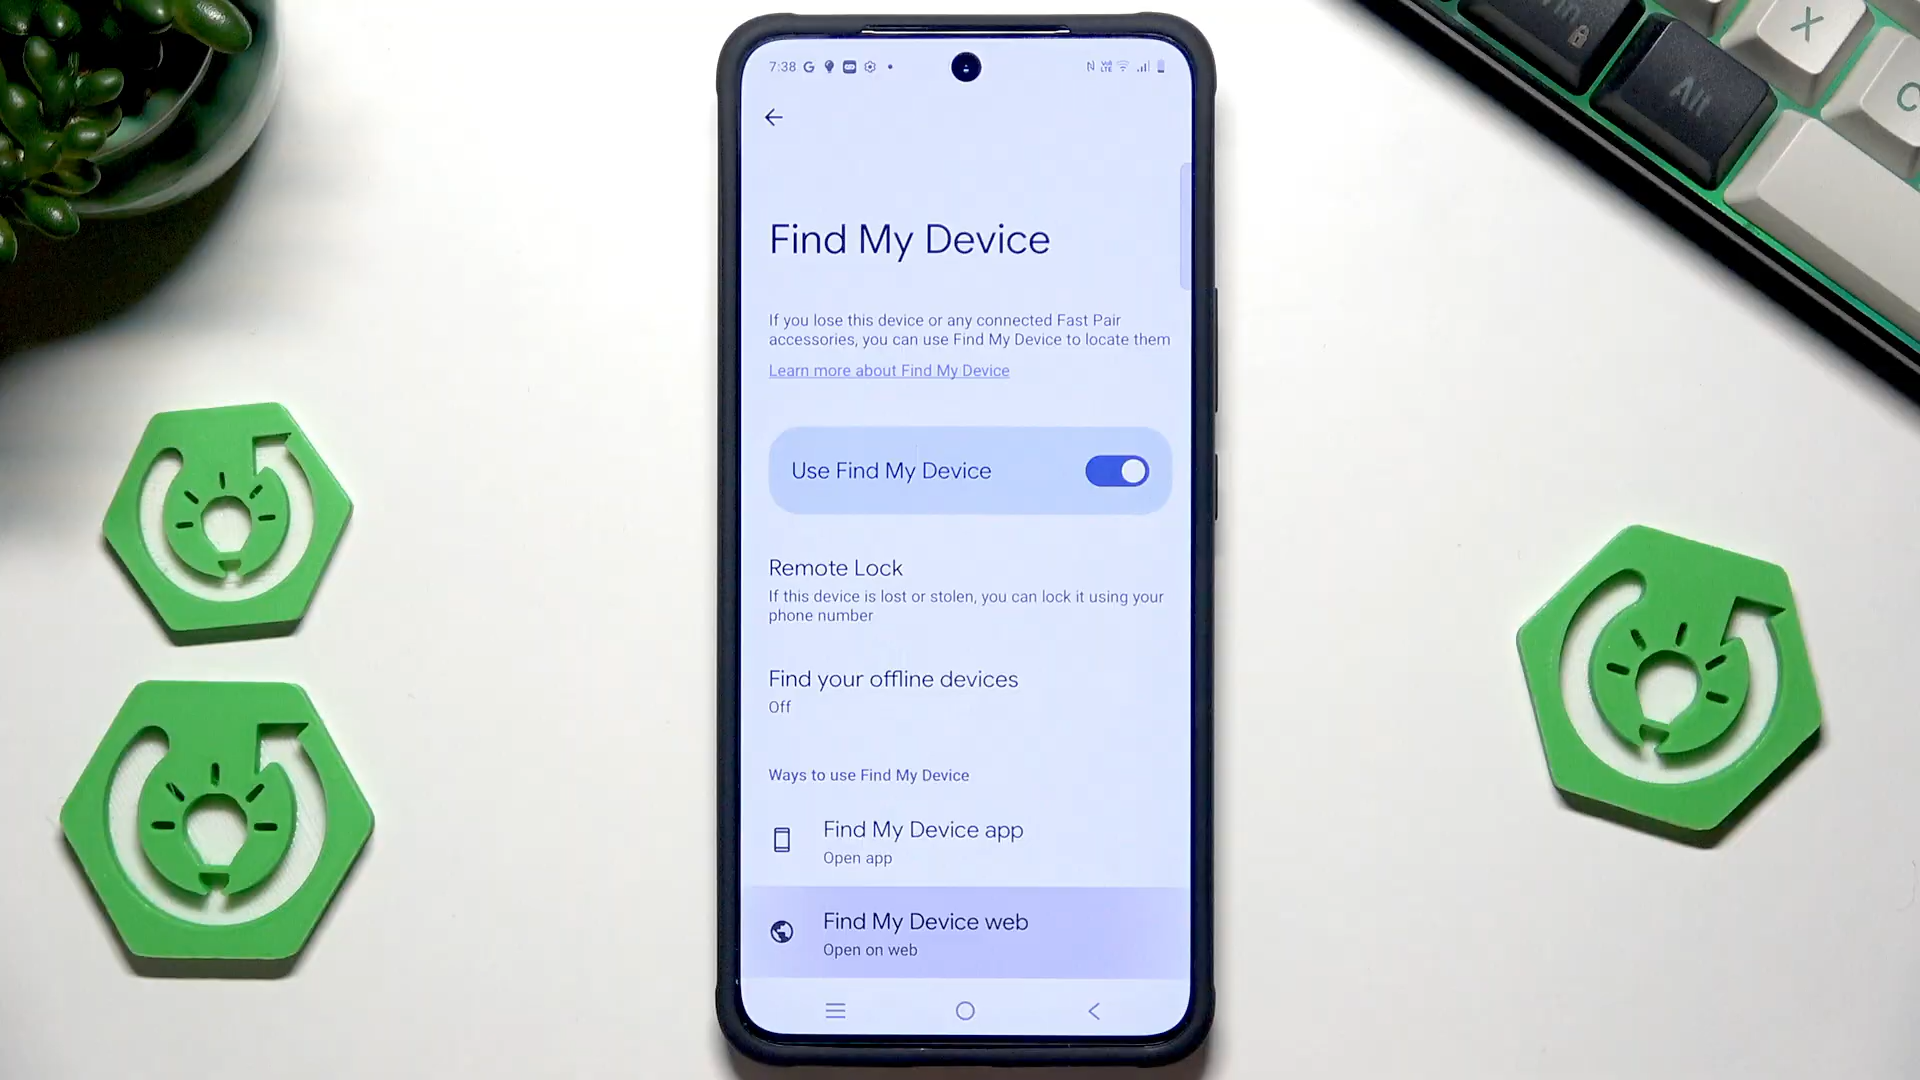 7:38
Find My Device
If you lose this device or any connected Fast Pair
accessories, you can use Find My Device to locate them
Learn more about Find My Device
Use Find My Device
Remote Lock
If this device is lost or stolen, you can lock it using your
phone number
Find your offline devices
Off
Ways to use Find My Device
Find My Device app
Open app
Find My Device web
Open on web
Alt
X
C